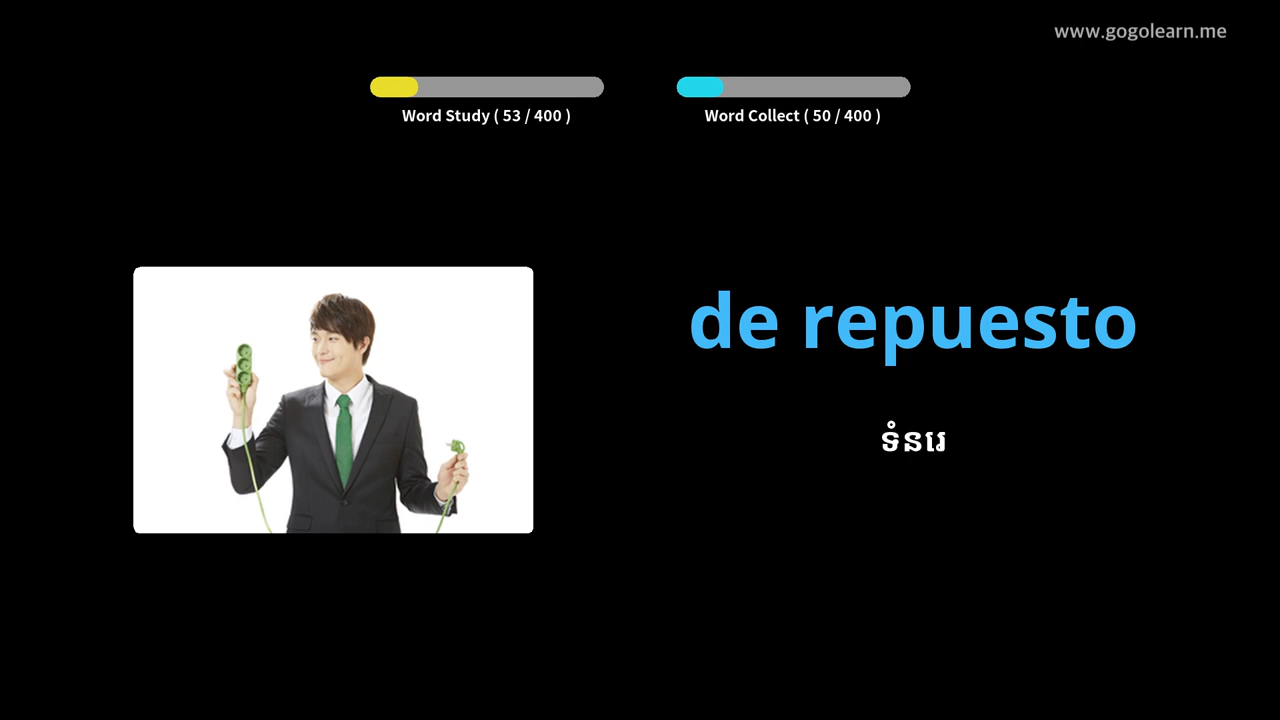 www.gogolearn.me
Word Study ( 53 / 400 )
Word Collect ( 50 / 400 )
de repuesto
ទំនរេ